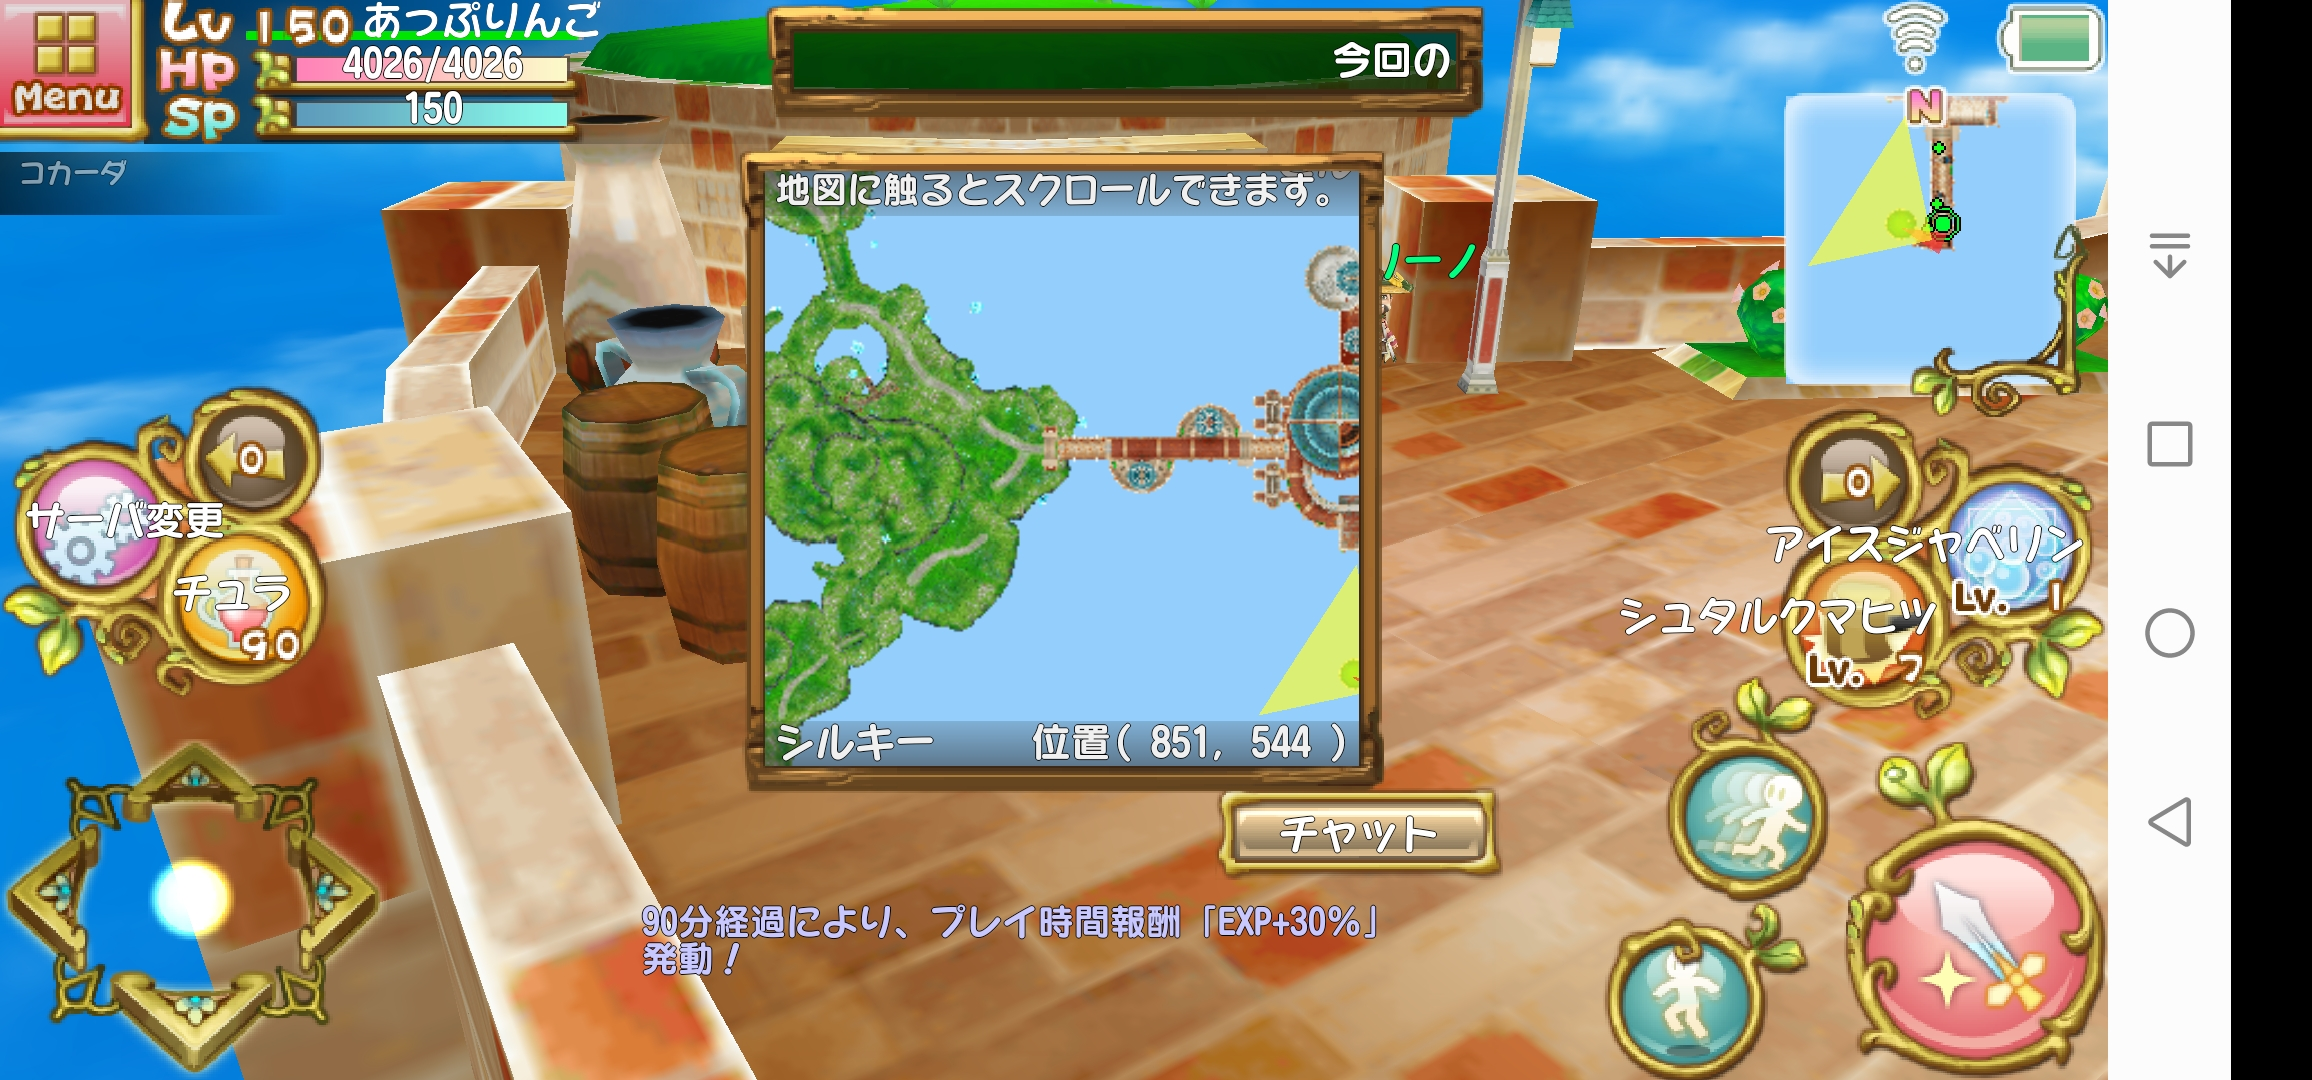 Menu
Lv 150 あっぷりんご
Hp 4026/4026
Sp 150
コカーダ
今回の
N
地図に触るとスクロールできます。
ノーノ
0
サーバ変更
チュラ
90
0
アイスジャベリン
Lv. 1
シュタルクマヒツ
Lv. 7
シルキー 位置( 851, 544 )
チャット
90分経過により、プレイ時間報酬「EXP+30%」
発動!